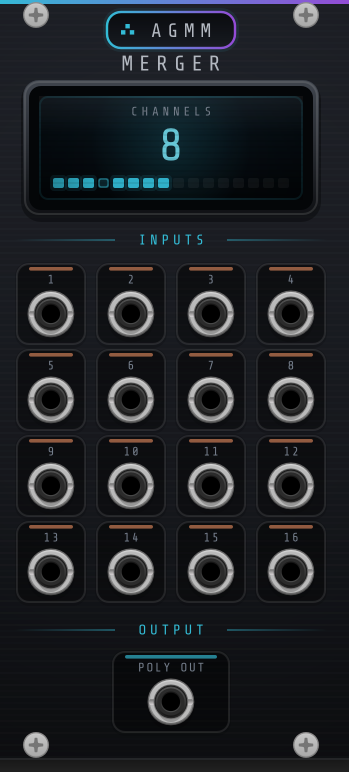 AGMM
MERGER
CHANNELS
8
INPUTS
1 2 3 4
5 6 7 8
9 10 11 12
13 14 15 16
OUTPUT
POLY OUT